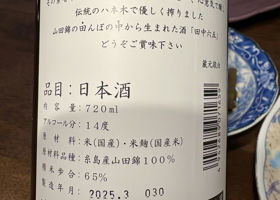 伝統のハネ木で優しく搾りました
山田錦の田んぼの中から生まれた酒「田中六五」
どうぞご賞味下さい
蔵元敬白
品目：日本酒
内容量：720ml
アルコール分：14度
原材料：米(国産)・米麹(国産米)
原材料品種：糸島産山田錦100%
精米歩合：65%
製造年月 2025.3 030